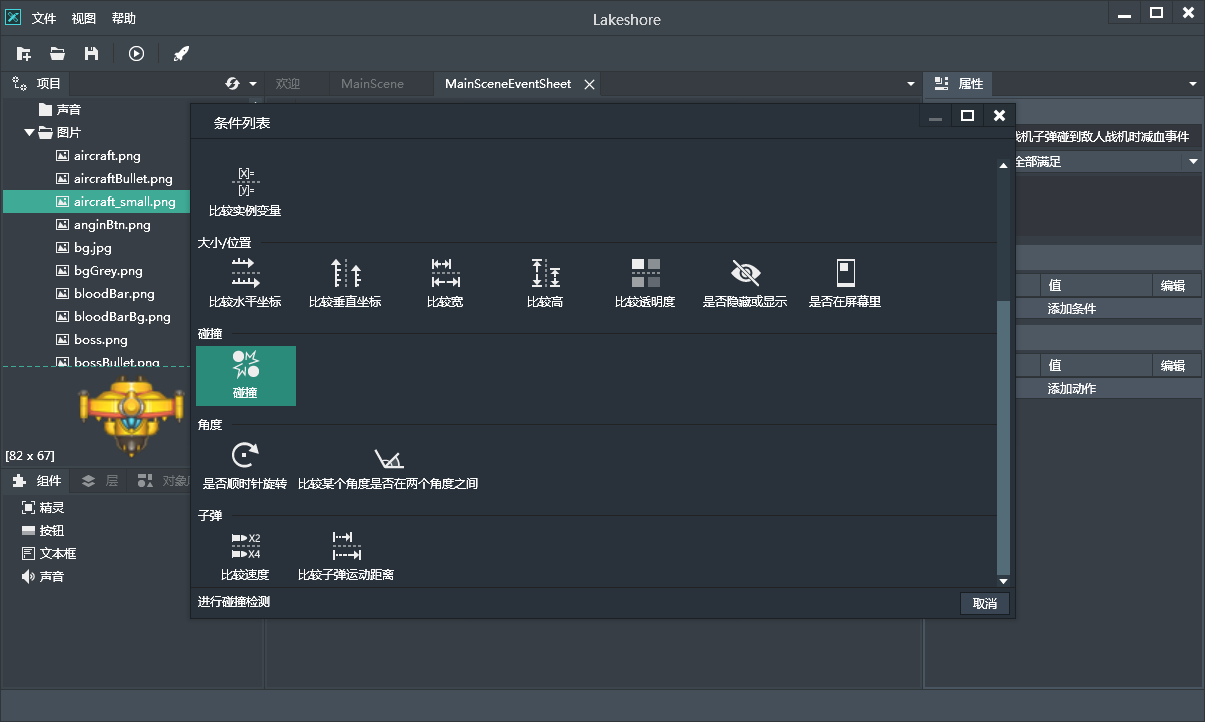 文件 视图 帮助
Lakeshore
项目
欢迎 MainScene MainSceneEventSheet
属性
声音
图片
aircraft.png
aircraftBullet.png
aircraft_small.png
anginBtn.png
bg.jpg
bgGrey.png
bloodBar.png
bloodBarBg.png
boss.png
bossBullet.png
[82 x 67]
组件 层
精灵
按钮
文本框
声音
条件列表
[X]=
[y]=
比较实例变量
大小/位置
比较水平坐标 比较垂直坐标 比较宽 比较高 比较透明度 是否隐藏或显示 是否在屏幕里
碰撞
碰撞
角度
是否顺时针旋转 比较某个角度是否在两个角度之间
子弹
X2
X4
比较速度 比较子弹运动距离
进行碰撞检测
取消
机子弹碰到敌人战机时减血事件
全部满足
值 编辑
添加条件
值 编辑
添加动作